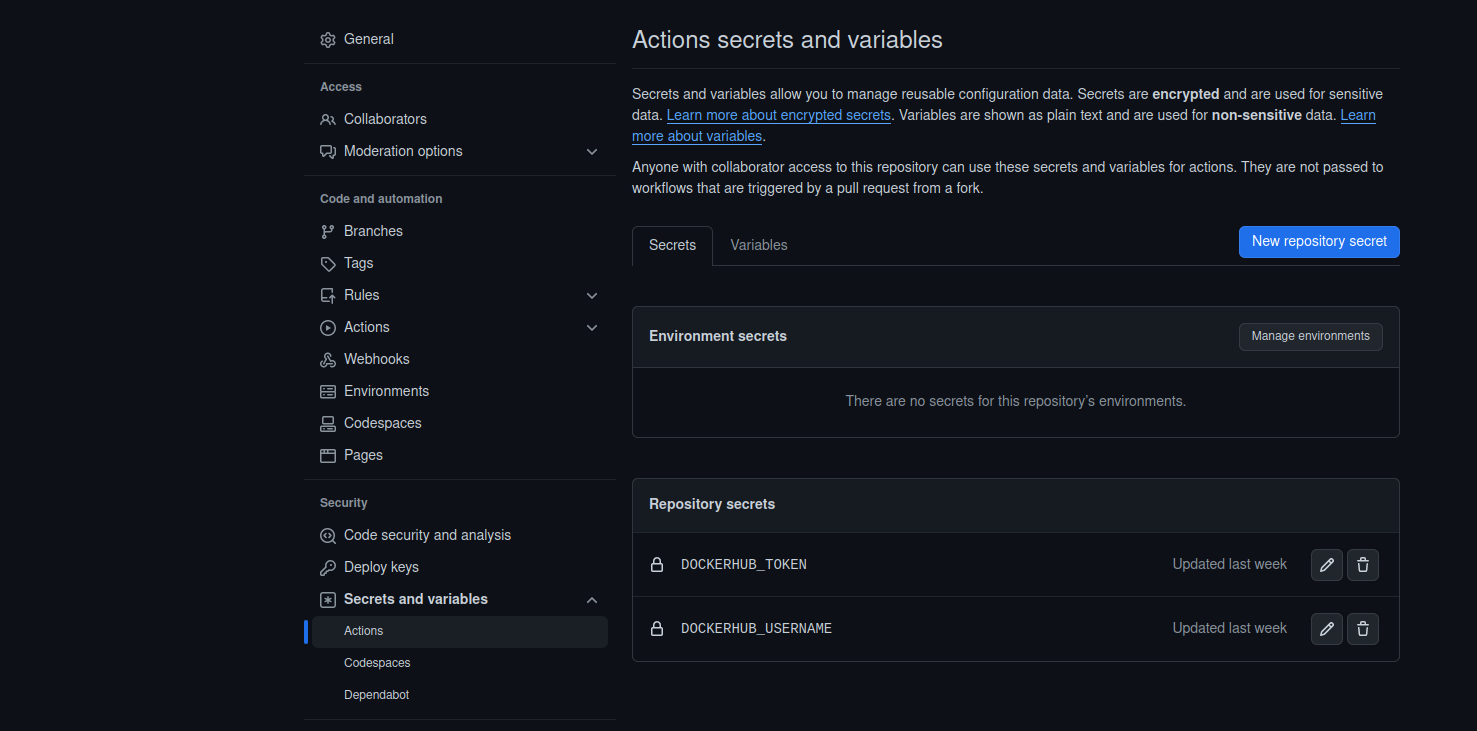 General
Access
Collaborators
Moderation options
Code and automation
Branches
Tags
Rules
Actions
Webhooks
Environments
Codespaces
Pages
Security
Code security and analysis
Deploy keys
Secrets and variables
Actions
Codespaces
Dependabot
Actions secrets and variables
Secrets and variables allow you to manage reusable configuration data. Secrets are encrypted and are used for sensitive
data. Learn more about encrypted secrets. Variables are shown as plain text and are used for non-sensitive data. Learn
more about variables.
Anyone with collaborator access to this repository can use these secrets and variables for actions. They are not passed to
workflows that are triggered by a pull request from a fork.
Secrets Variables New repository secret
Environment secrets Manage environments
There are no secrets for this repository's environments.
Repository secrets
DOCKERHUB_TOKEN Updated last week
DOCKERHUB_USERNAME Updated last week